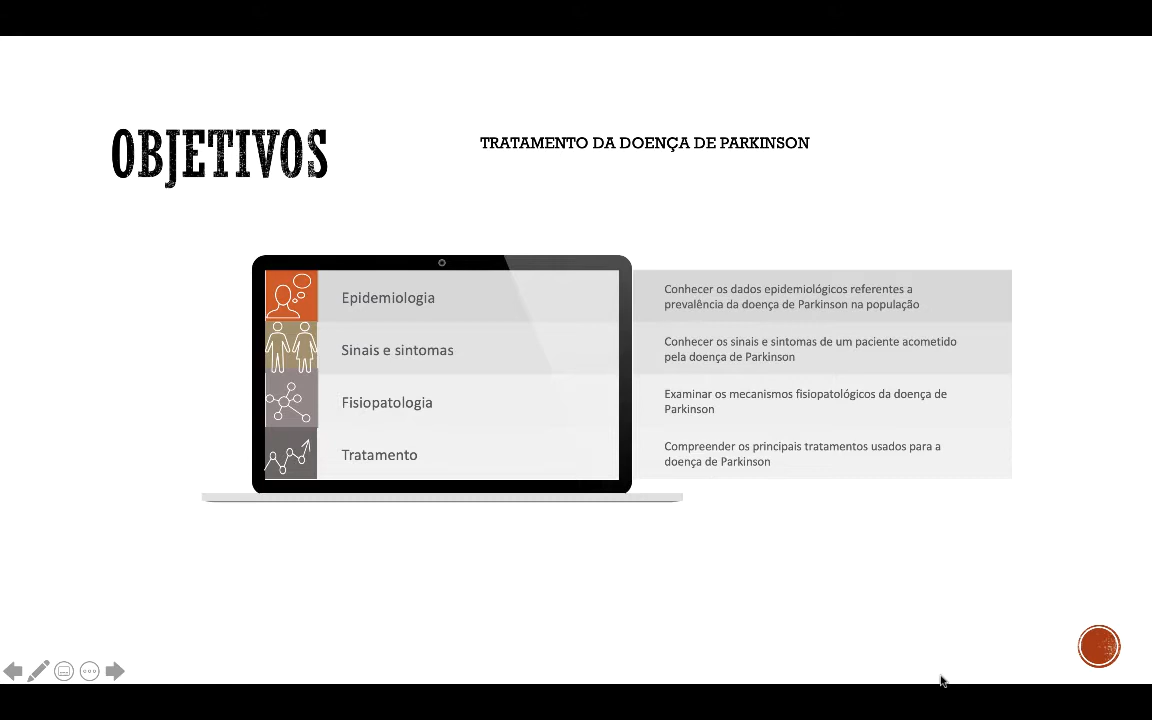 OBJETIVOS
TRATAMENTO DA DOENÇA DE PARKINSON
Epidemiologia
Conhecer os dados epidemiológicos referentes a
prevalência da doença de Parkinson na população
Sinais e sintomas
Conhecer os sinais e sintomas de um paciente acometido
pela doença de Parkinson
Fisiopatologia
Examinar os mecanismos fisiopatológicos da doença de
Parkinson
Tratamento
Compreender os principais tratamentos usados para a
doença de Parkinson